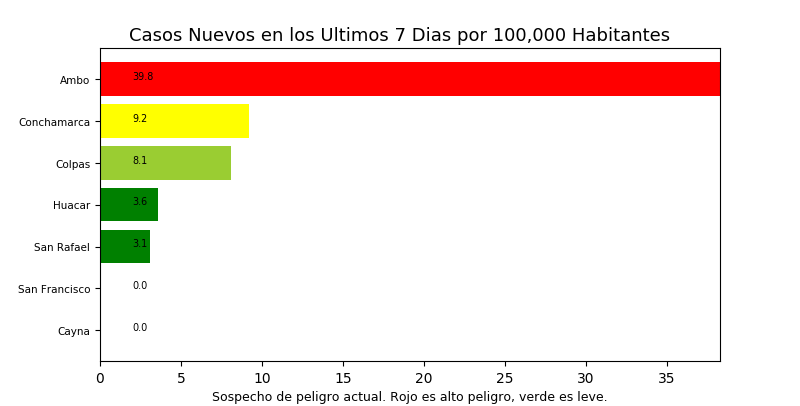 Casos Nuevos en los Ultimos 7 Dias por 100,000 Habitantes
Ambo 39.8
Conchamarca 9.2
Colpas 8.1
Huacar 3.6
San Rafael 3.1
San Francisco 0.0
Cayna 0.0
0 5 10 15 20 25 30 35
Sospecho de peligro actual. Rojo es alto peligro, verde es leve.